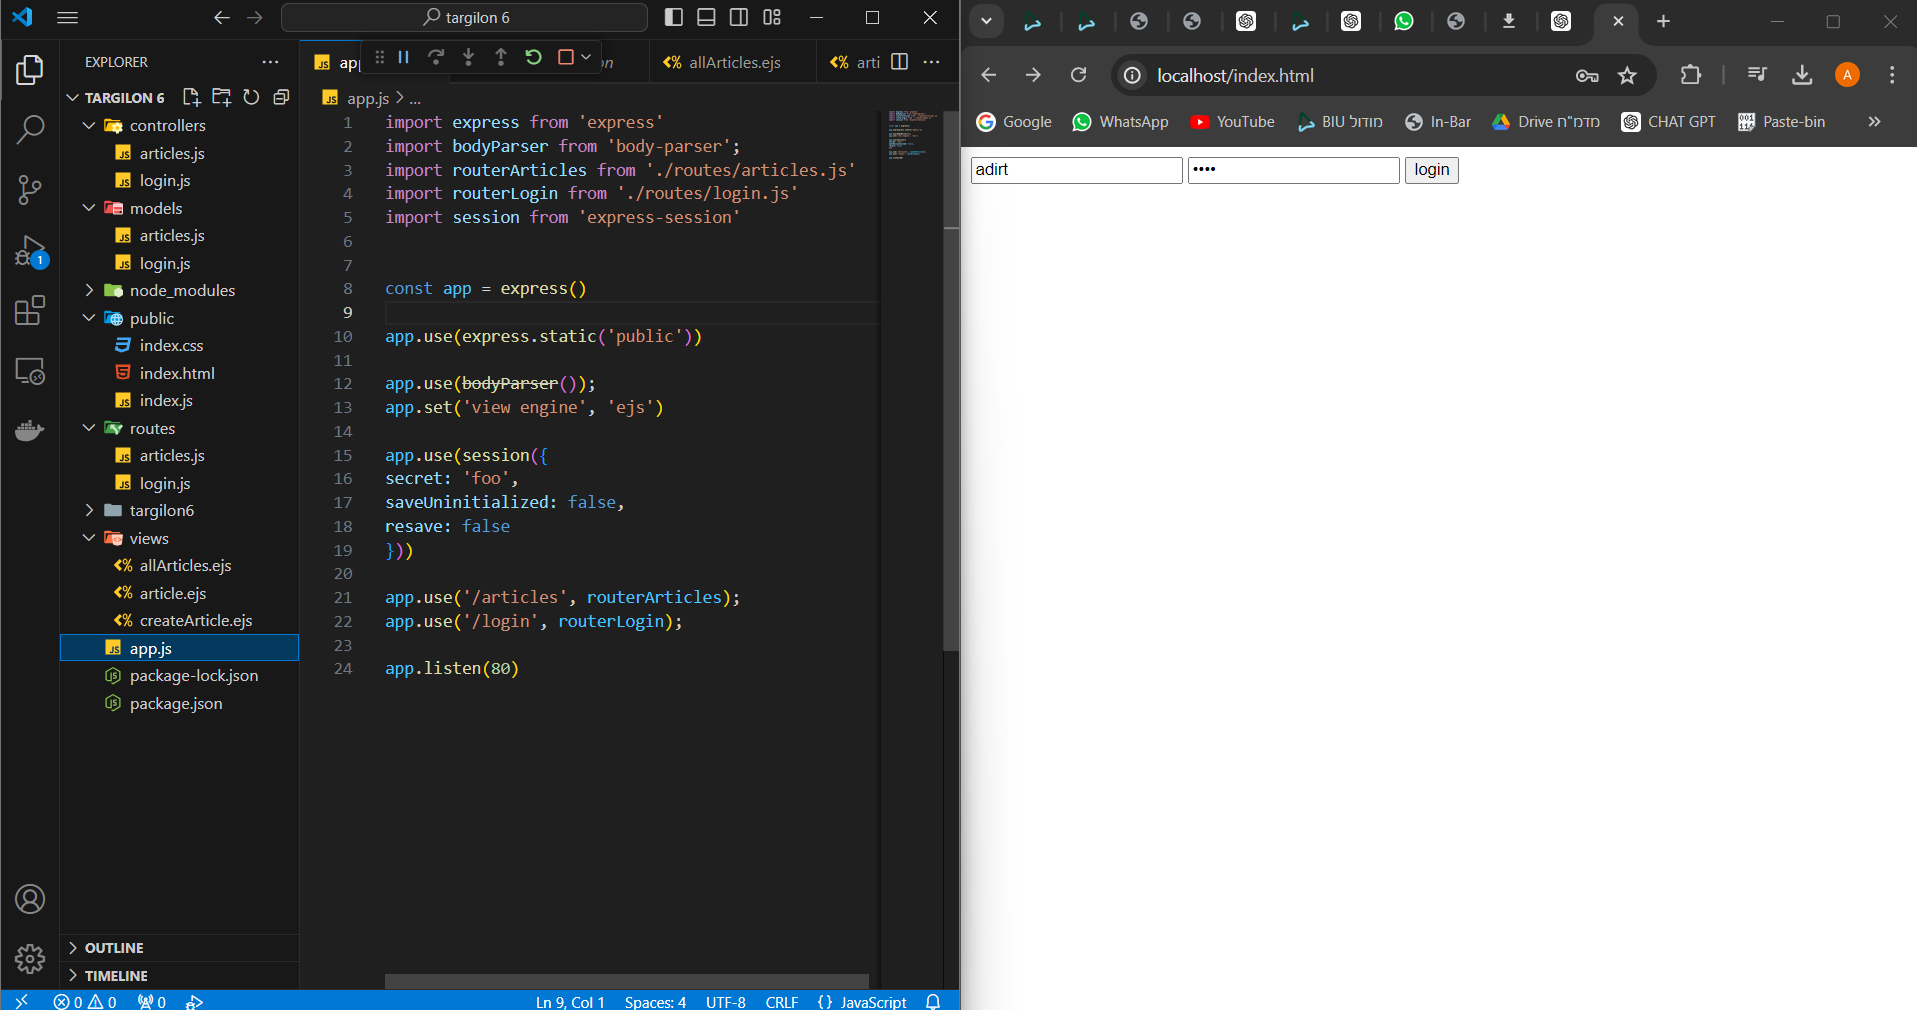 targilon 6
EXPLORER
TARGILON 6
controllers
articles.js
login.js
models
articles.js
login.js
node_modules
public
index.css
index.html
index.js
routes
articles.js
login.js
targilon6
views
allArticles.ejs
article.ejs
createArticle.ejs
app.js
package-lock.json
package.json
OUTLINE
TIMELINE
allArticles.ejs
arti
app.js > ...
1 import express from 'express'
2 import bodyParser from 'body-parser';
3 import routerArticles from './routes/articles.js'
4 import routerLogin from './routes/login.js'
5 import session from 'express-session'
6
7
8 const app = express()
9
10 app.use(express.static('public'))
11
12 app.use(bodyParser());
13 app.set('view engine', 'ejs')
14
15 app.use(session({
16 secret: 'foo',
17 saveUninitialized: false,
18 resave: false
19 }))
20
21 app.use('/articles', routerArticles);
22 app.use('/login', routerLogin);
23
24 app.listen(80)
0 0 0 Ln 9, Col 1 Spaces: 4 UTF-8 CRLF {} JavaScript
1
localhost/index.html
A
Google WhatsApp YouTube מודול BIU In-Bar Drive מדמ"ח CHAT GPT Paste-bin
adirt •••• login